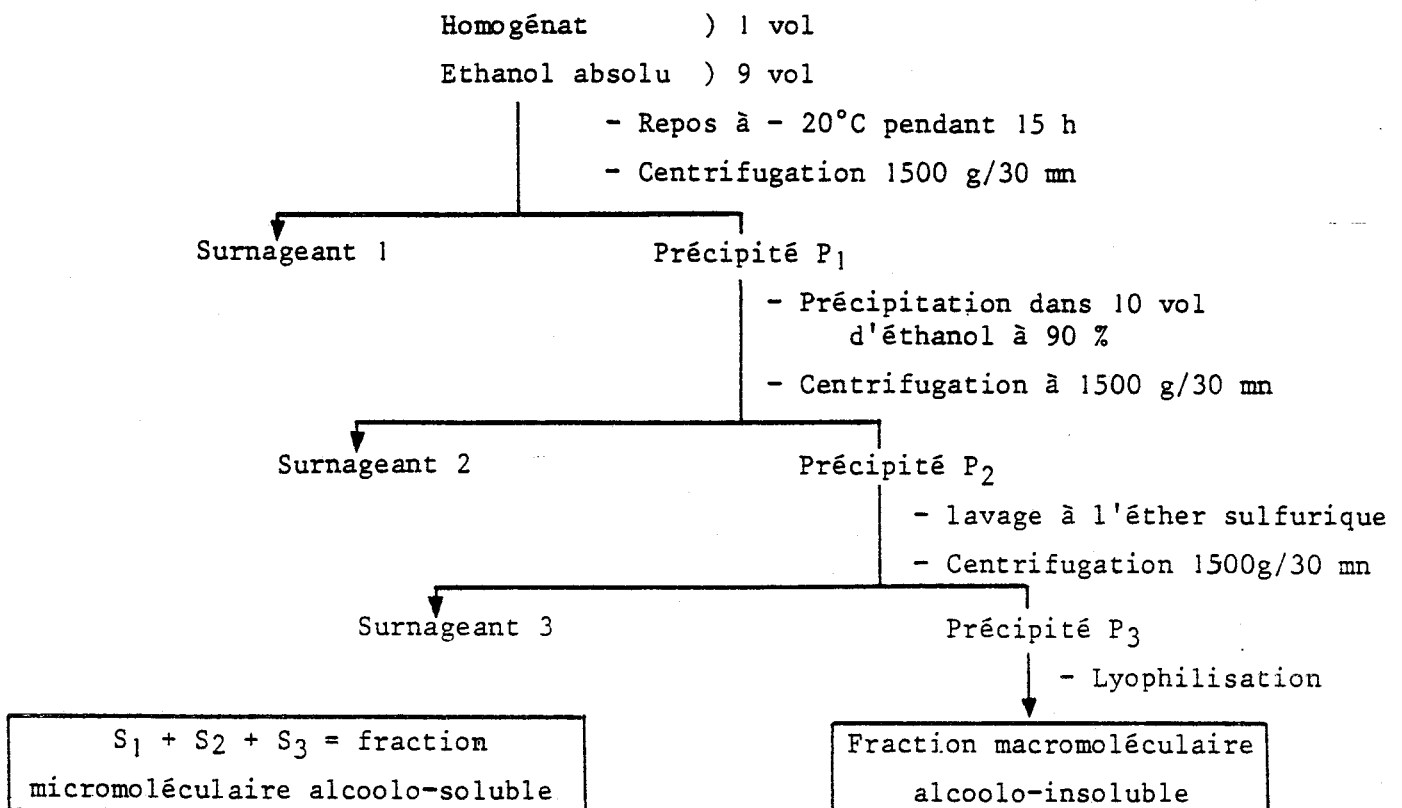 Homogénat ) 1 vol
Ethanol absolu ) 9 vol
- Repos à - 20°C pendant 15 h
- Centrifugation 1500 g/30 mn
Surnageant 1
Précipité P1
- Précipitation dans 10 vol
d'éthanol à 90 %
- Centrifugation à 1500 g/30 mn
Surnageant 2
Précipité P2
- lavage à l'éther sulfurique
- Centrifugation 1500g/30 mn
Surnageant 3
Précipité P3
- Lyophilisation
S1 + S2 + S3 = fraction
micromoléculaire alcoolo-soluble
Fraction macromoléculaire
alcoolo-insoluble